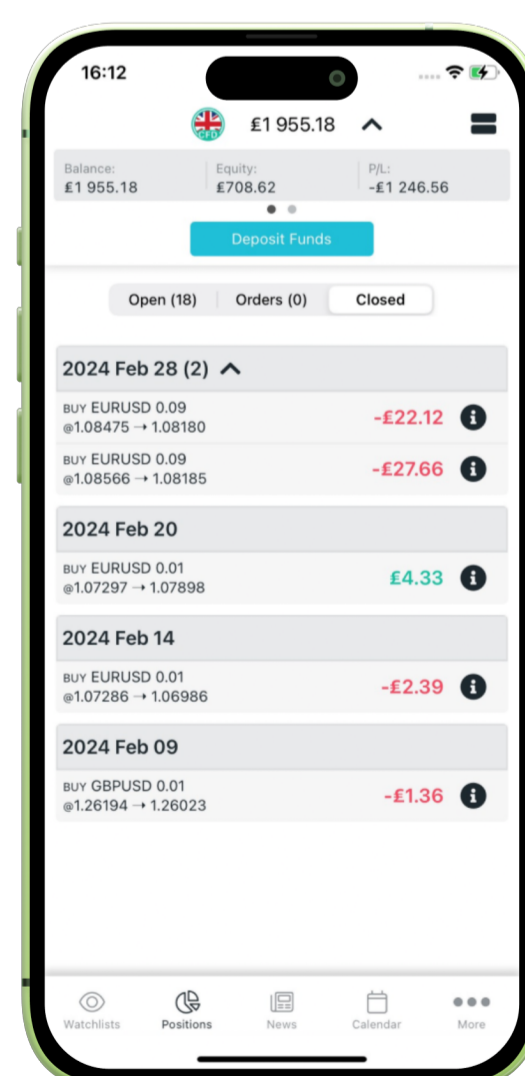 16:12
CFD
£1 955.18
Balance:
£1 955.18
Equity:
£708.62
P/L:
-£1 246.56
Deposit Funds
Open (18)
Orders (0)
Closed
2024 Feb 28 (2)
BUY EURUSD 0.09
-£22.12
@1.08475 → 1.08180
BUY EURUSD 0.09
-£27.66
@1.08566 → 1.08185
2024 Feb 20
BUY EURUSD 0.01
£4.33
@1.07297 → 1.07898
2024 Feb 14
BUY EURUSD 0.01
-£2.39
@1.07286 → 1.06986
2024 Feb 09
BUY GBPUSD 0.01
-£1.36
@1.26194 → 1.26023
Watchlists
Positions
News
Calendar
More